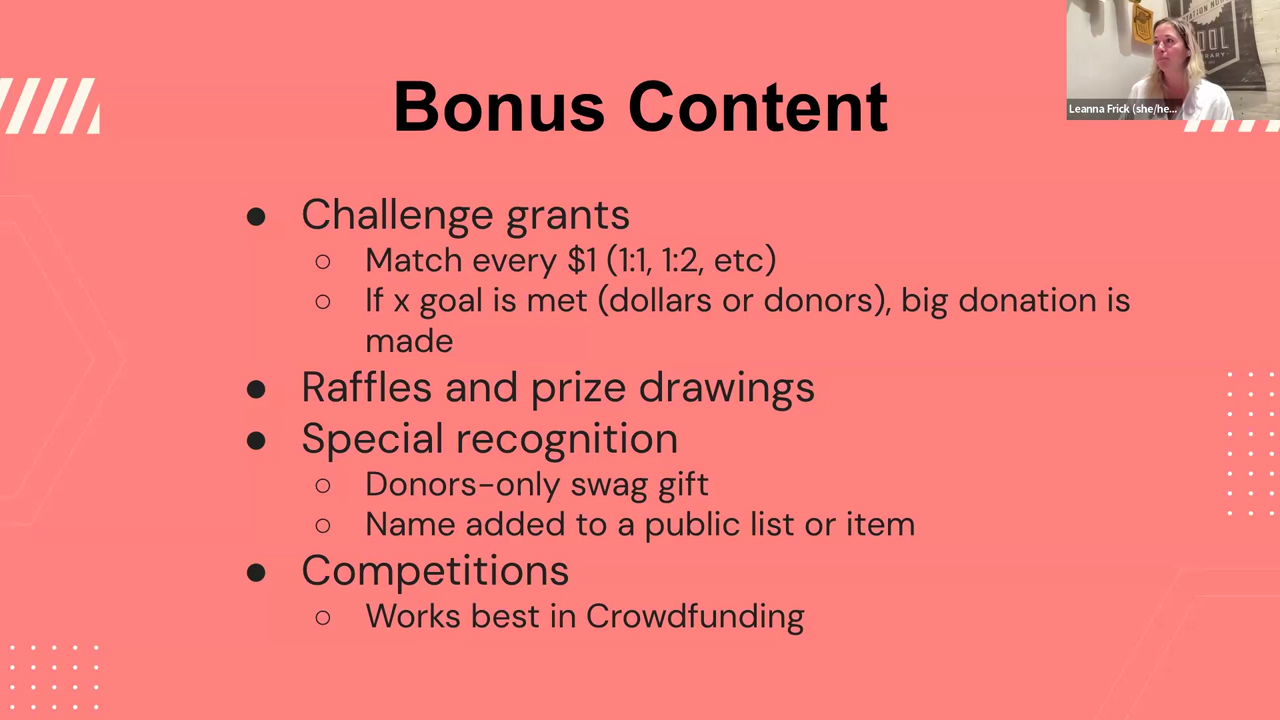 Bonus Content
Leanna Frick (she/he...
● Challenge grants
○ Match every $1 (1:1, 1:2, etc)
○ If x goal is met (dollars or donors), big donation is
made
● Raffles and prize drawings
● Special recognition
○ Donors-only swag gift
○ Name added to a public list or item
● Competitions
○ Works best in Crowdfunding